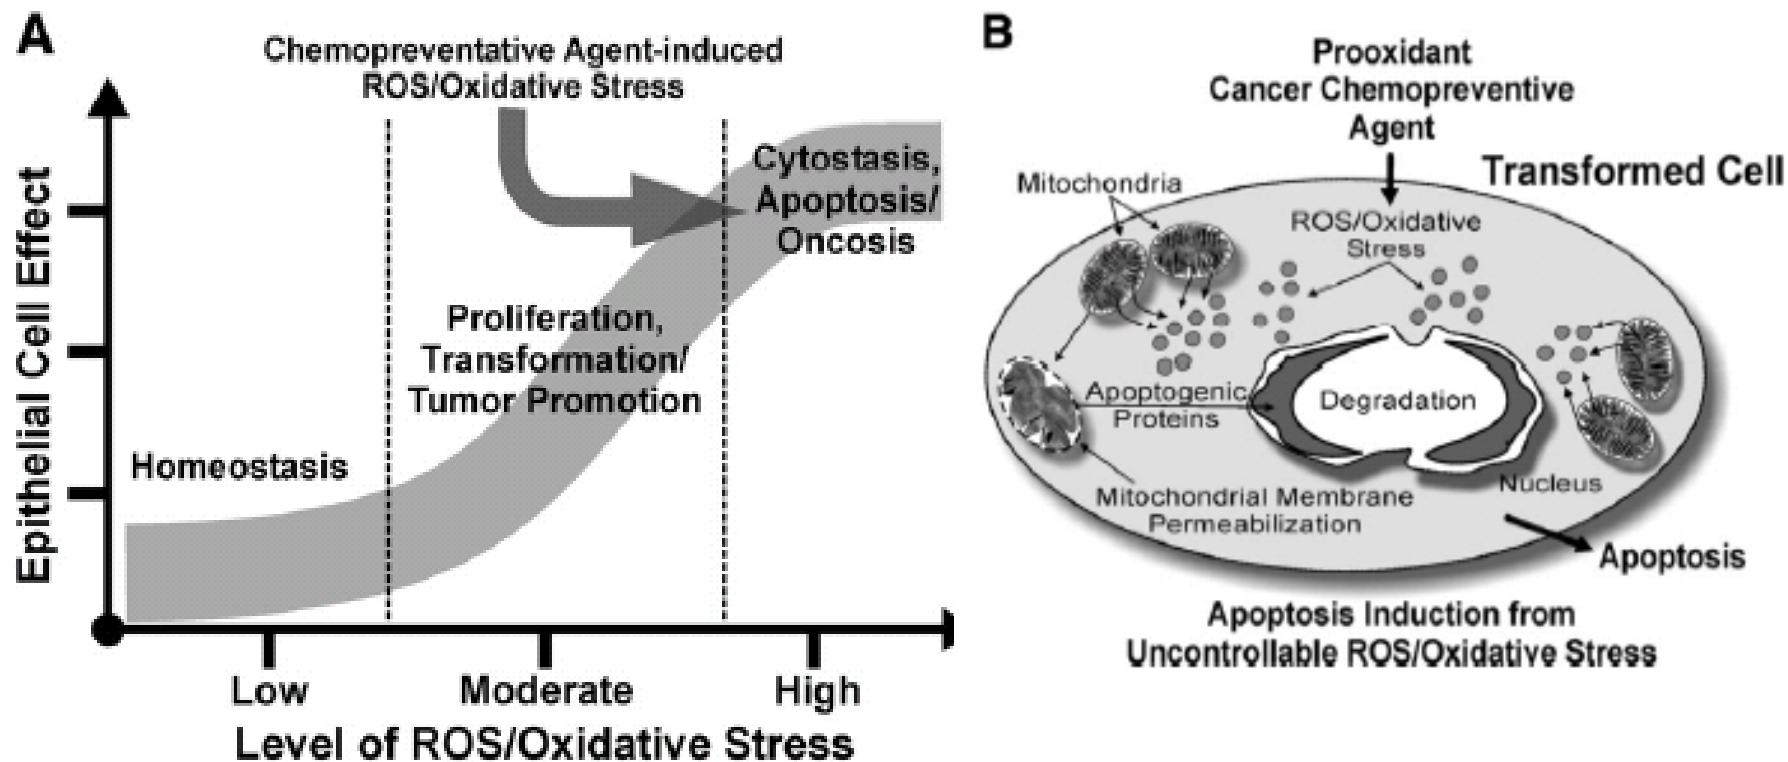 A
Chemopreventative Agent-induced
ROS/Oxidative Stress
Cytostasis,
Apoptosis/
Oncosis
Proliferation,
Transformation/
Tumor Promotion
Homeostasis
Epithelial Cell Effect
Low
Moderate
High
Level of ROS/Oxidative Stress
B
Prooxidant
Cancer Chemopreventive
Agent
Transformed Cell
Mitochondria
ROS/Oxidative
Stress
Apoptogenic
Proteins
Degradation
Mitochondrial Membrane
Permeabilization
Nucleus
Apoptosis
Apoptosis Induction from
Uncontrollable ROS/Oxidative Stress